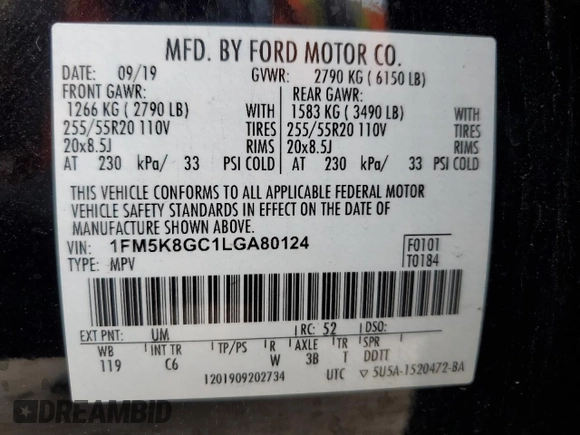 MFD. BY FORD MOTOR CO.
DATE: 09/19 GVWR: 2790 KG ( 6150 LB)
FRONT GAWR: REAR GAWR:
1266 KG ( 2790 LB) WITH 1583 KG ( 3490 LB) WITH
255/55R20 110V TIRES 255/55R20 110V TIRES
20x8.5J RIMS 20x8.5J RIMS
AT 230 kPa/ 33 PSI COLD AT 230 kPa/ 33 PSI COLD
THIS VEHICLE CONFORMS TO ALL APPLICABLE FEDERAL MOTOR
VEHICLE SAFETY STANDARDS IN EFFECT ON THE DATE OF
MANUFACTURE SHOWN ABOVE.
VIN: 1FM5K8GC1LGA80124 F0101
TYPE: MPV T0184
EXT PNT: UM RC: 52 DSO:
WB INT TR TP/PS R AXLE TR SPR
119 C6 W 3B T DDTT
1201909202734 UTC ▽ 5U5A-1520472-BA
DREAMBID